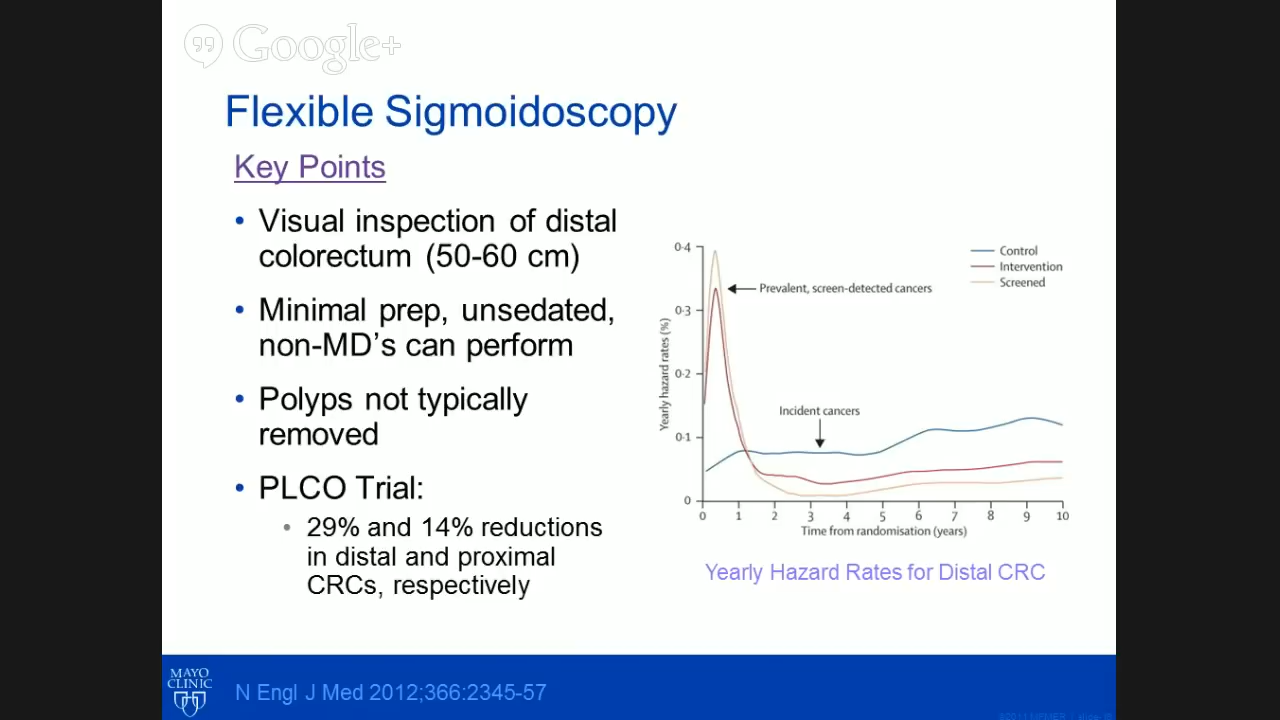 Google+
Flexible Sigmoidoscopy
Key Points
• Visual inspection of distal
colorectum (50-60 cm)
• Minimal prep, unsedated,
non-MD's can perform
• Polyps not typically
removed
• PLCO Trial:
• 29% and 14% reductions
in distal and proximal
CRCs, respectively
0·4
0·3
0·2
0·1
0
Yearly hazard rates (%)
Control
Intervention
Screened
Prevalent, screen-detected cancers
Incident cancers
0 1 2 3 4 5 6 7 8 9 10
Time from randomisation (years)
Yearly Hazard Rates for Distal CRC
MAYO
CLINIC
N Engl J Med 2012;366:2345-57